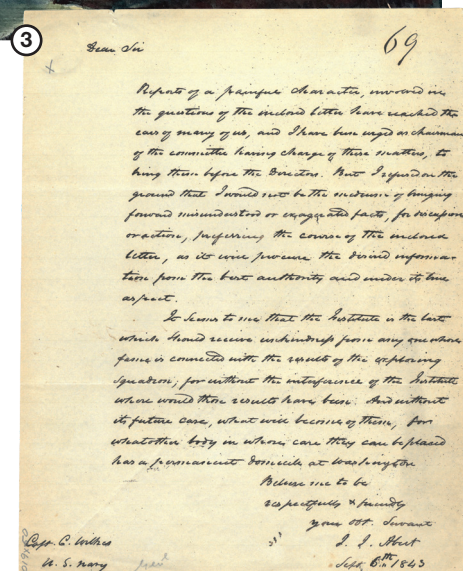 3
69
Dear Sir
Reports of a painful character, involved in
the questions of the inclosed letter have reached the
ears of many of us, and I have been urged as chairman
of the committee having charge of these matters, to
bring them before the Directors. But I refused on the
ground that I would not be the medium of bringing
forward misunderstood or exagerated facts, for discussion
or action, preferring the course of the inclosed
letter, as it will procure the desired informa-
tion from the best authority and under its true
aspect.
It seems to me that the Institute is the last
which should receive unkindness from any one whose
fame is connected with the results of the exploring
squadron; for without the interference of the Institute
where would those results have been. And without
its future care, what will become of them, for
what other body in whose care they can be placed
has a permanent domicile at Washington
Believe me to be
respectfully & friendly
your obt. Servant
J. J. Abert
Sept. 6th 1843
Capt. C. Wilkes
U. S. Navy